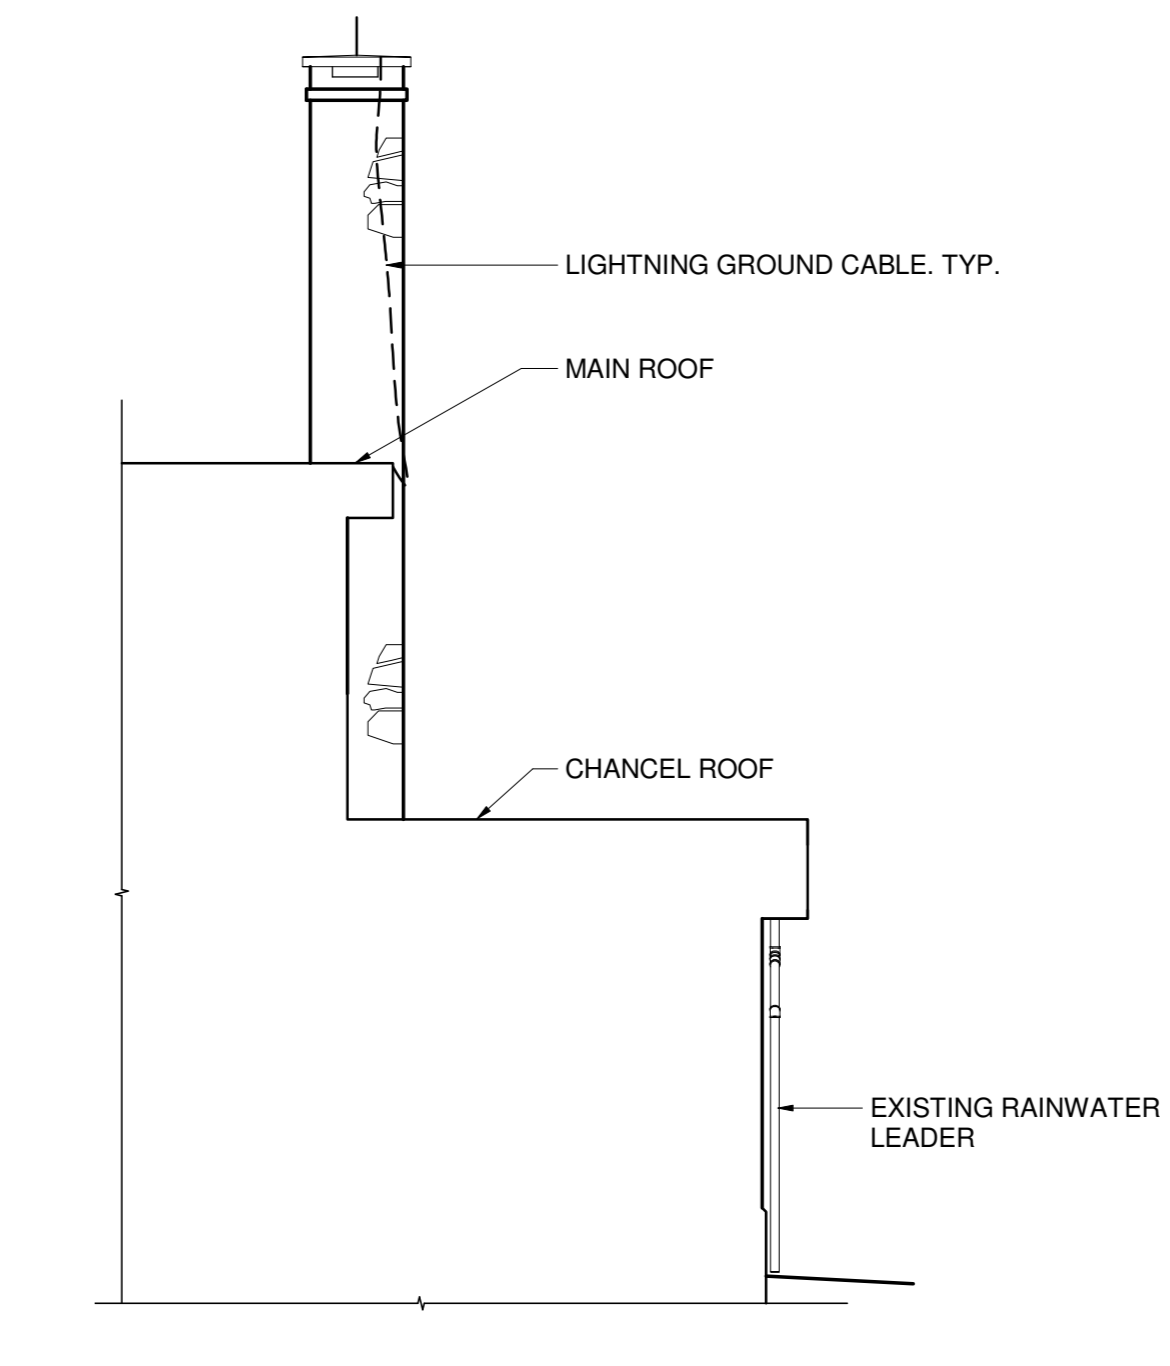 LIGHTNING GROUND CABLE. TYP.
MAIN ROOF
CHANCEL ROOF
EXISTING RAINWATER
LEADER